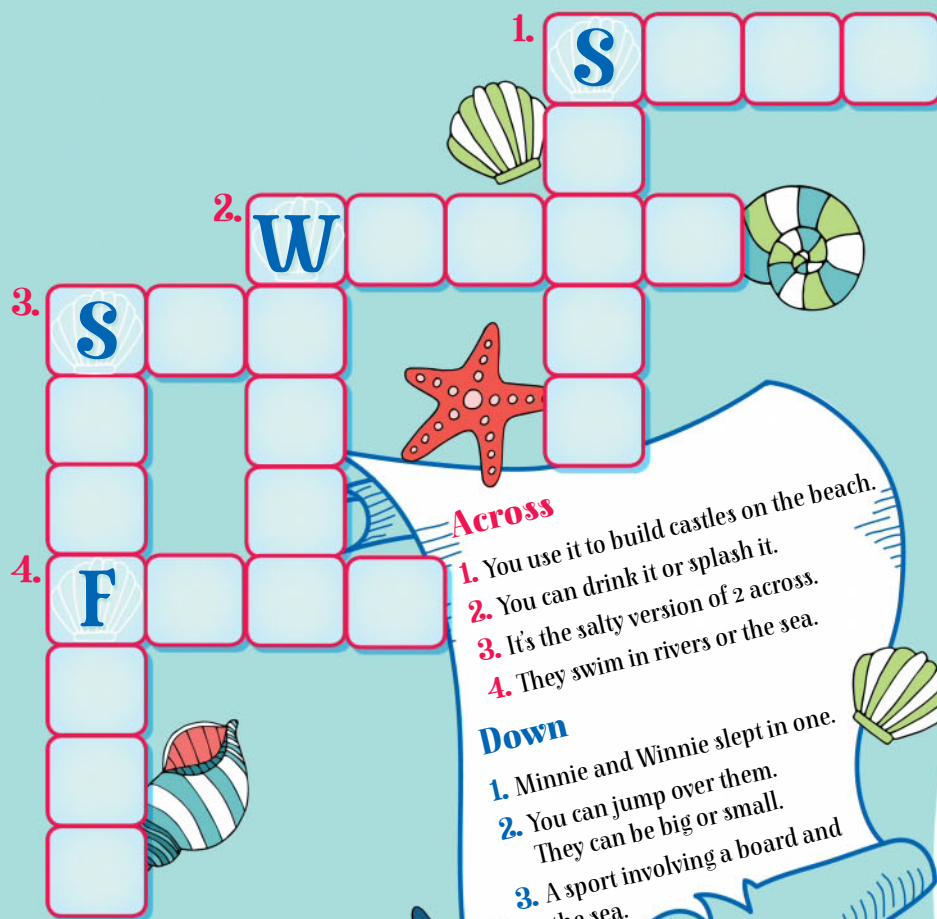 1.
S
2.
W
3.
S
4.
F
Across
1. You use it to build castles on the beach.
2. You can drink it or splash it.
3. It's the salty version of 2 across.
4. They swim in rivers or the sea.
Down
1. Minnie and Winnie slept in one.
2. You can jump over them.
They can be big or small.
3. A sport involving a board and
the sea.